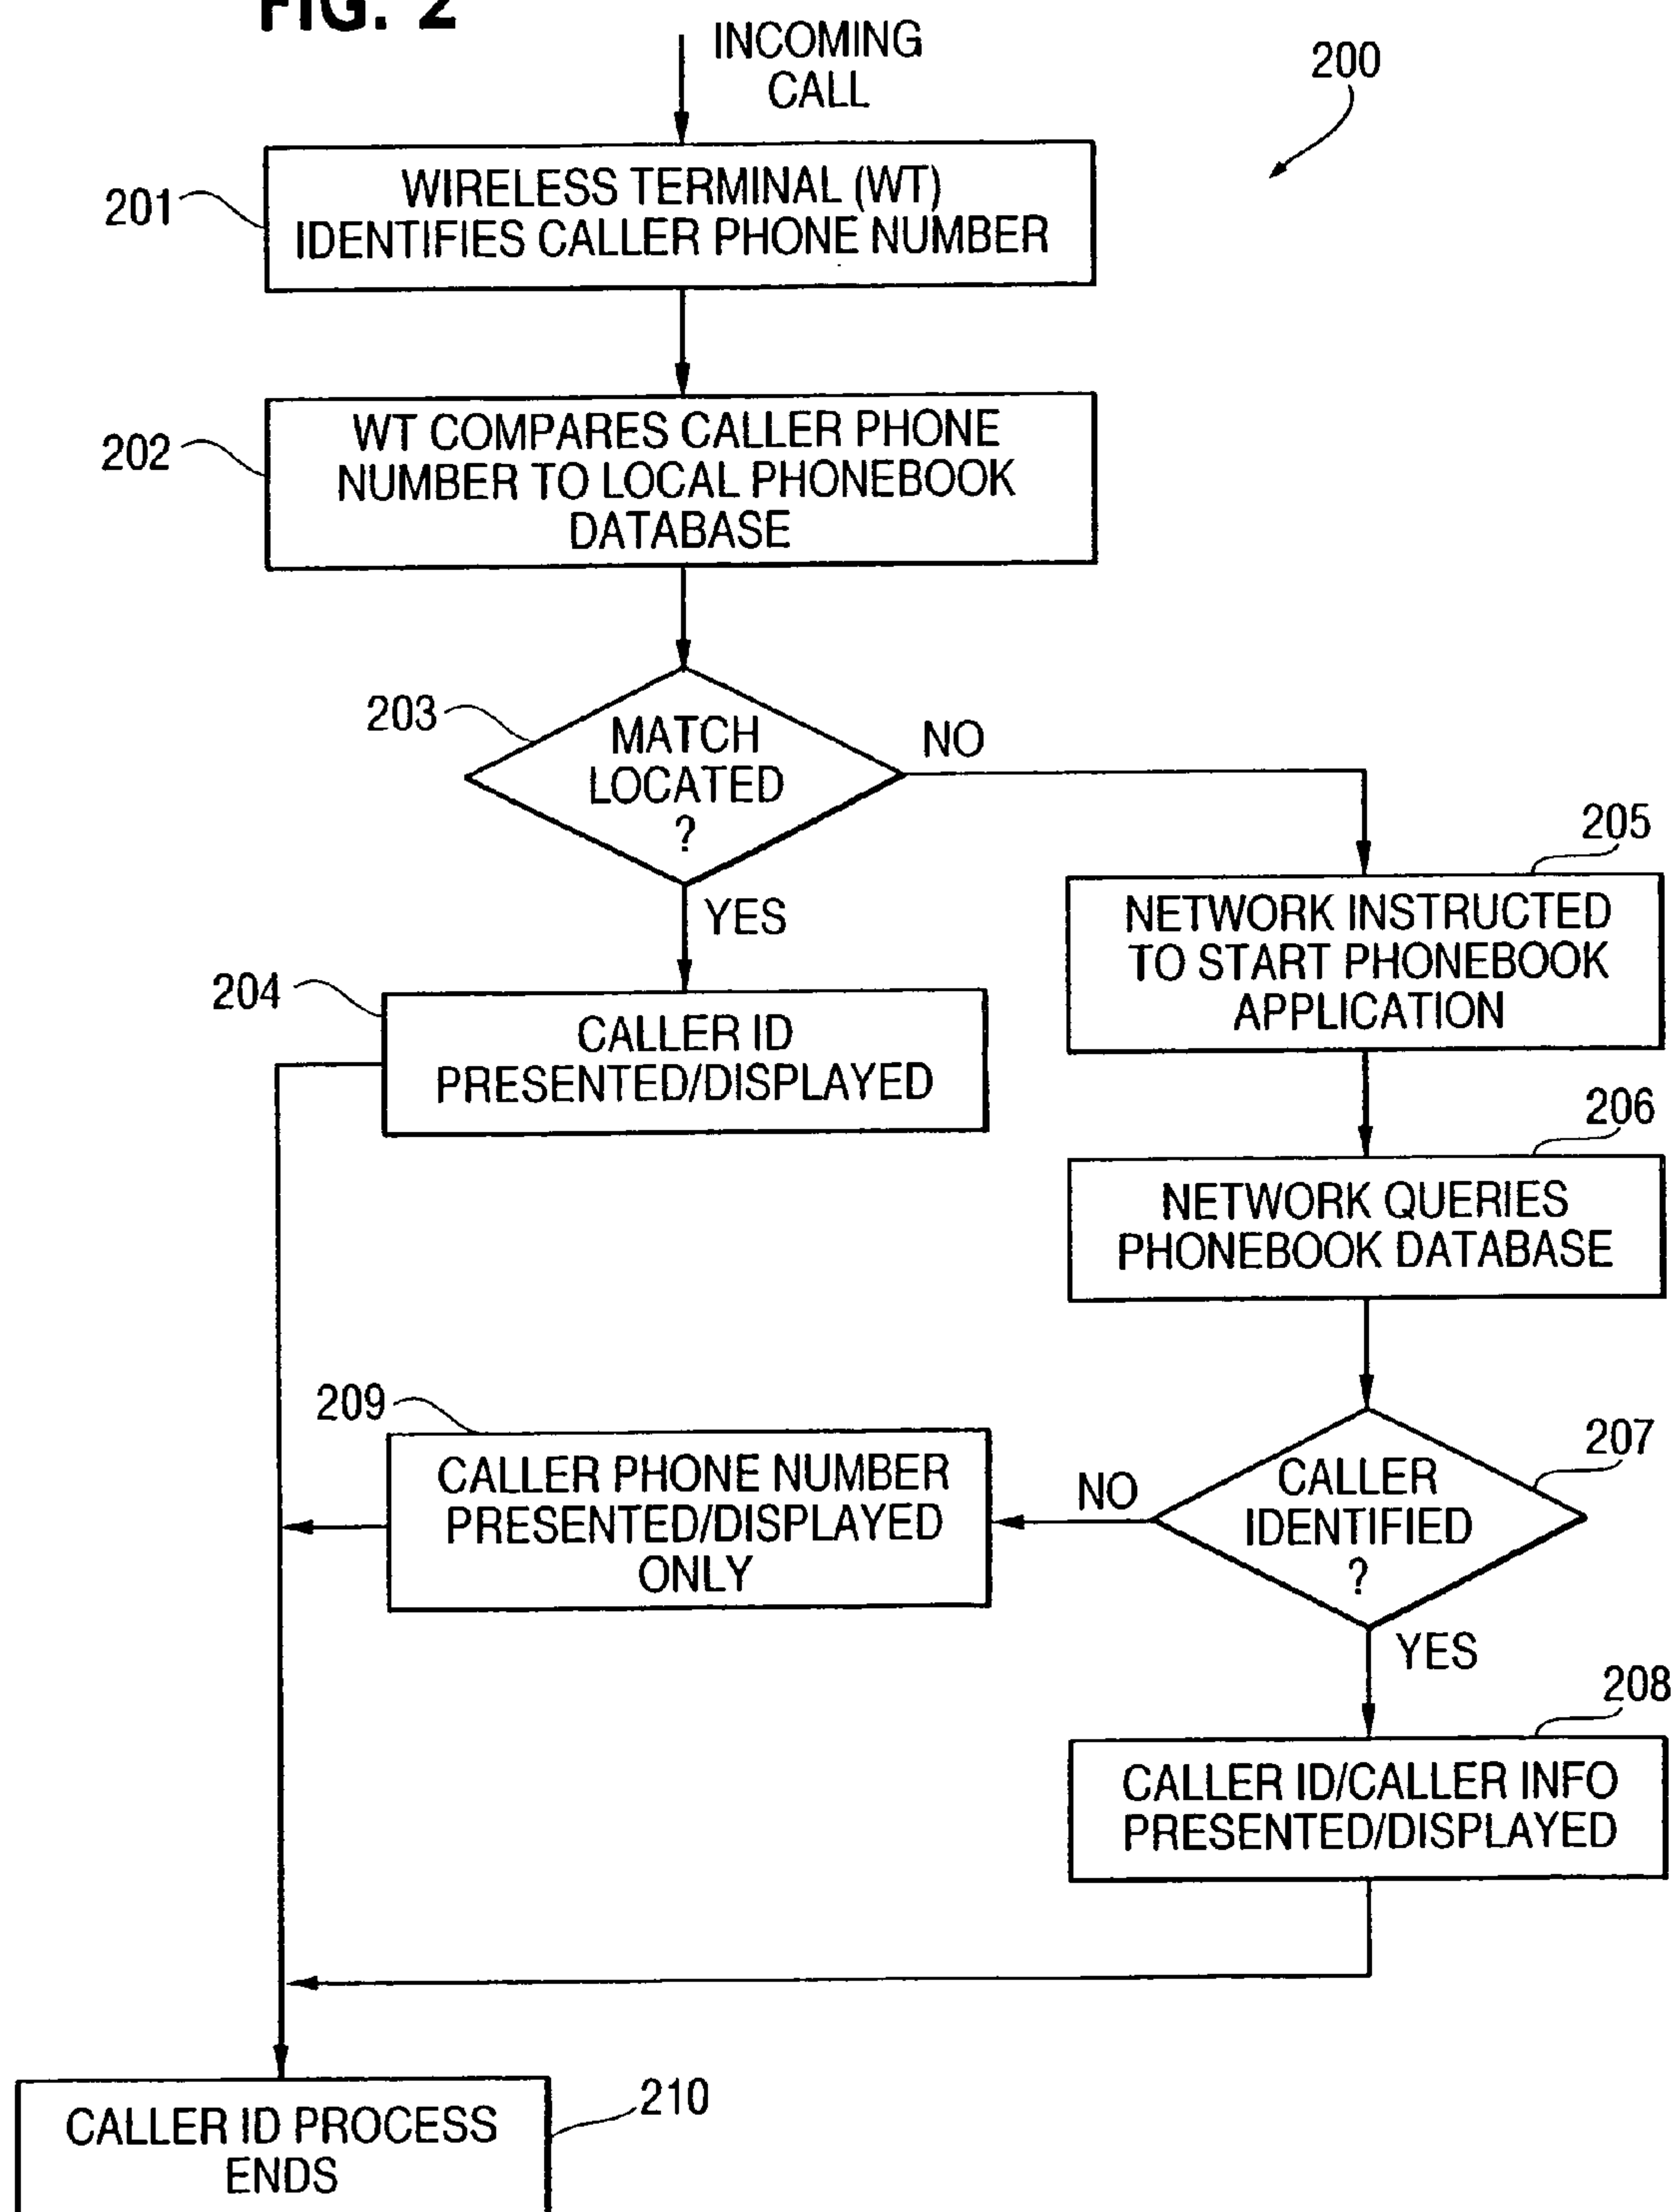 FIG. 2
INCOMING
CALL
200
201
WIRELESS TERMINAL (WT)
IDENTIFIES CALLER PHONE NUMBER
202
WT COMPARES CALLER PHONE
NUMBER TO LOCAL PHONEBOOK
DATABASE
203
MATCH
LOCATED
?
NO
YES
205
NETWORK INSTRUCTED
TO START PHONEBOOK
APPLICATION
204
CALLER ID
PRESENTED/DISPLAYED
206
NETWORK QUERIES
PHONEBOOK DATABASE
207
CALLER
IDENTIFIED
?
NO
YES
209
CALLER PHONE NUMBER
PRESENTED/DISPLAYED
ONLY
208
CALLER ID/CALLER INFO
PRESENTED/DISPLAYED
210
CALLER ID PROCESS
ENDS